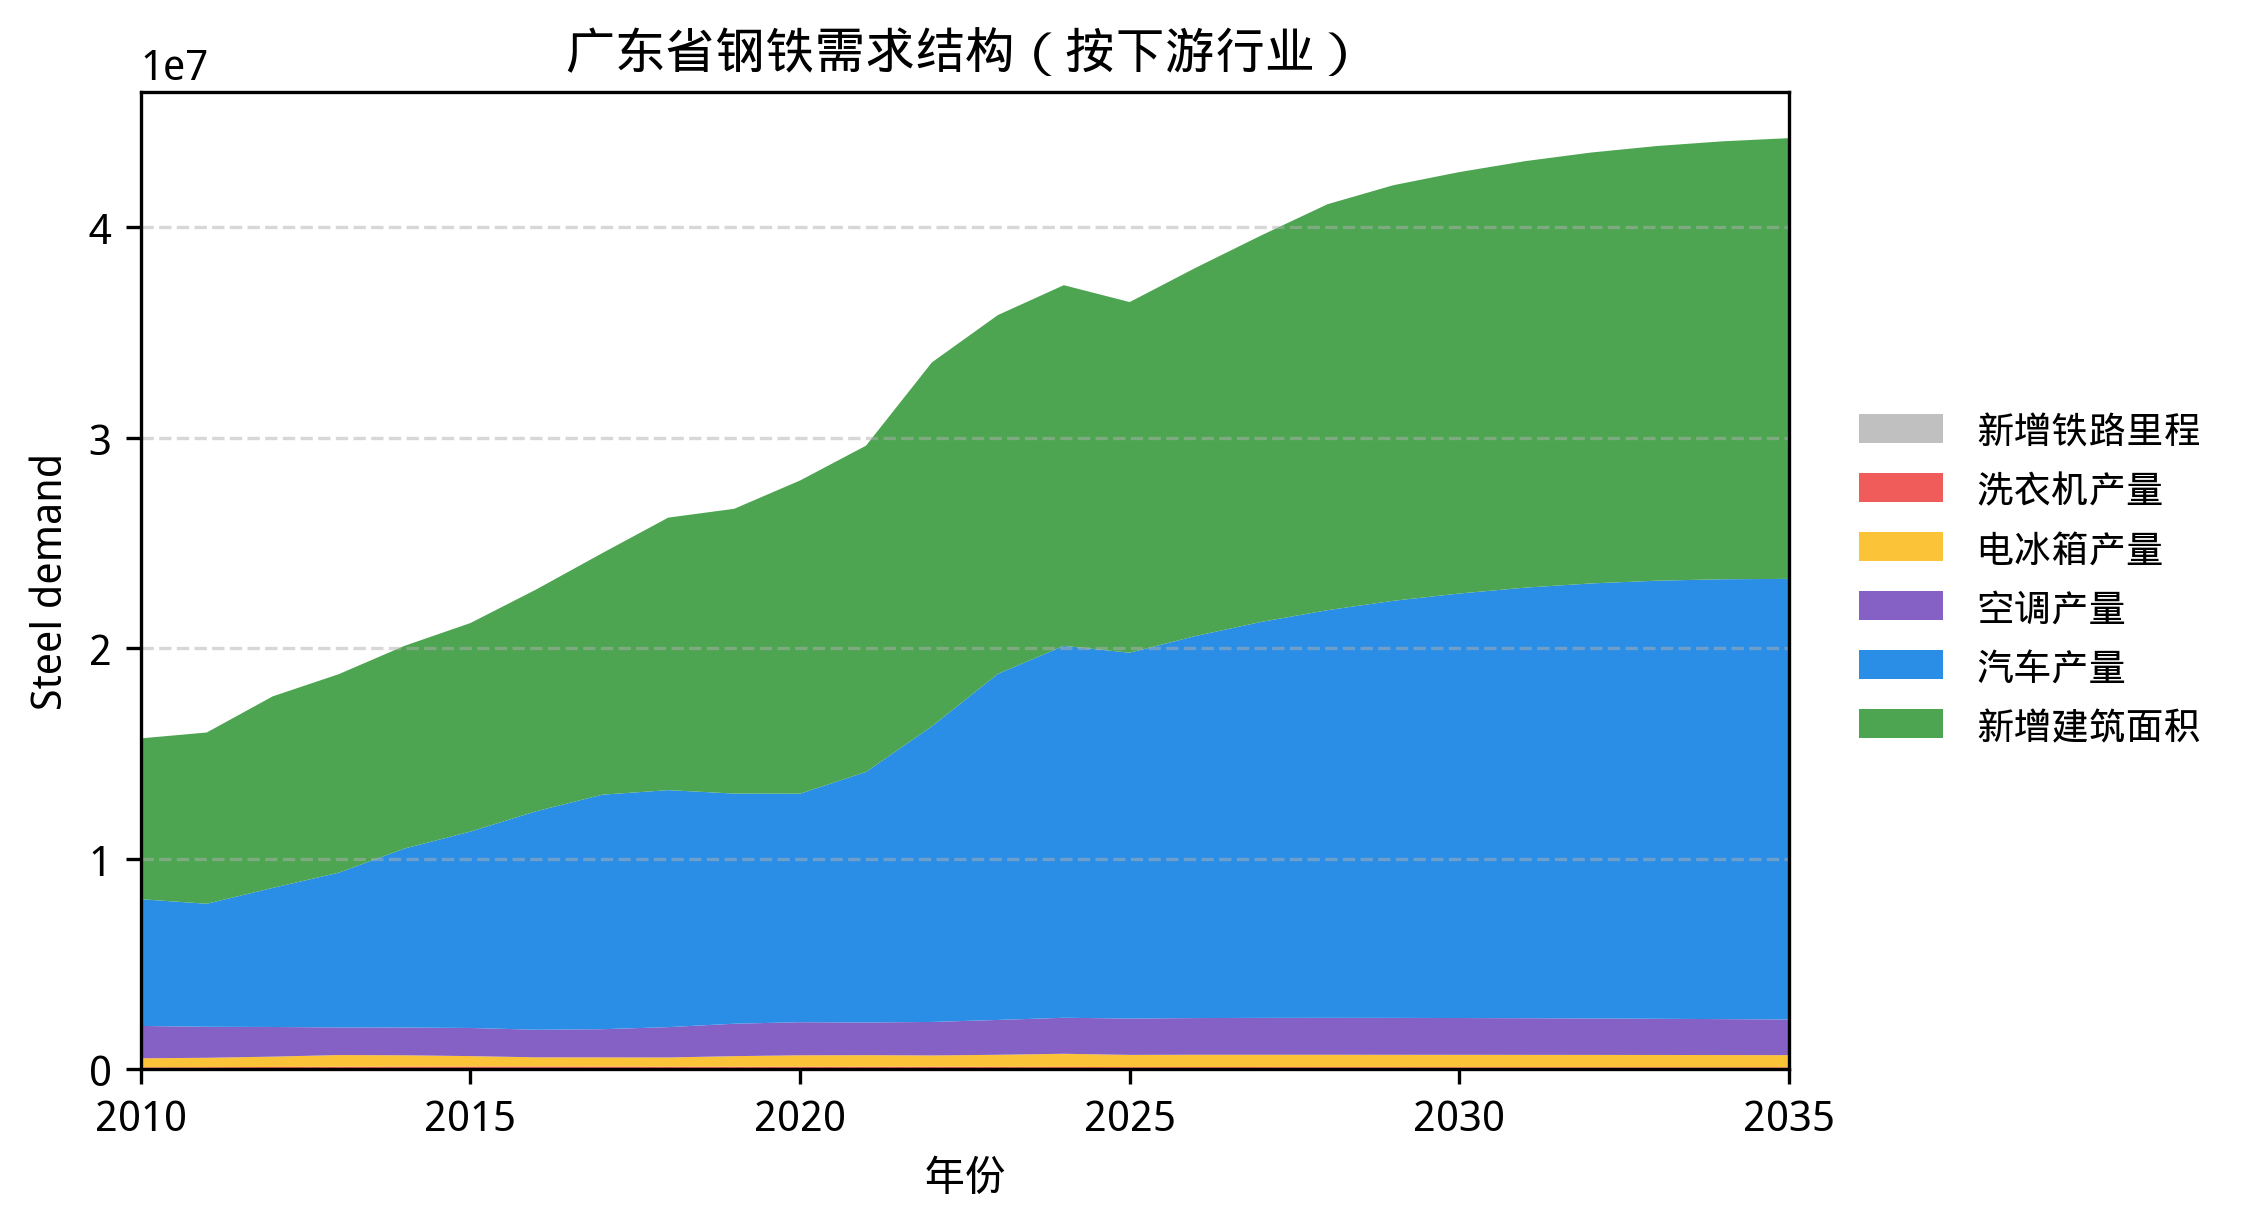 广东省钢铁需求结构（按下游行业）
1e7
4
3
2
1
0
Steel demand
2010
2015
2020
2025
2030
2035
年份
新增铁路里程
洗衣机产量
电冰箱产量
空调产量
汽车产量
新增建筑面积